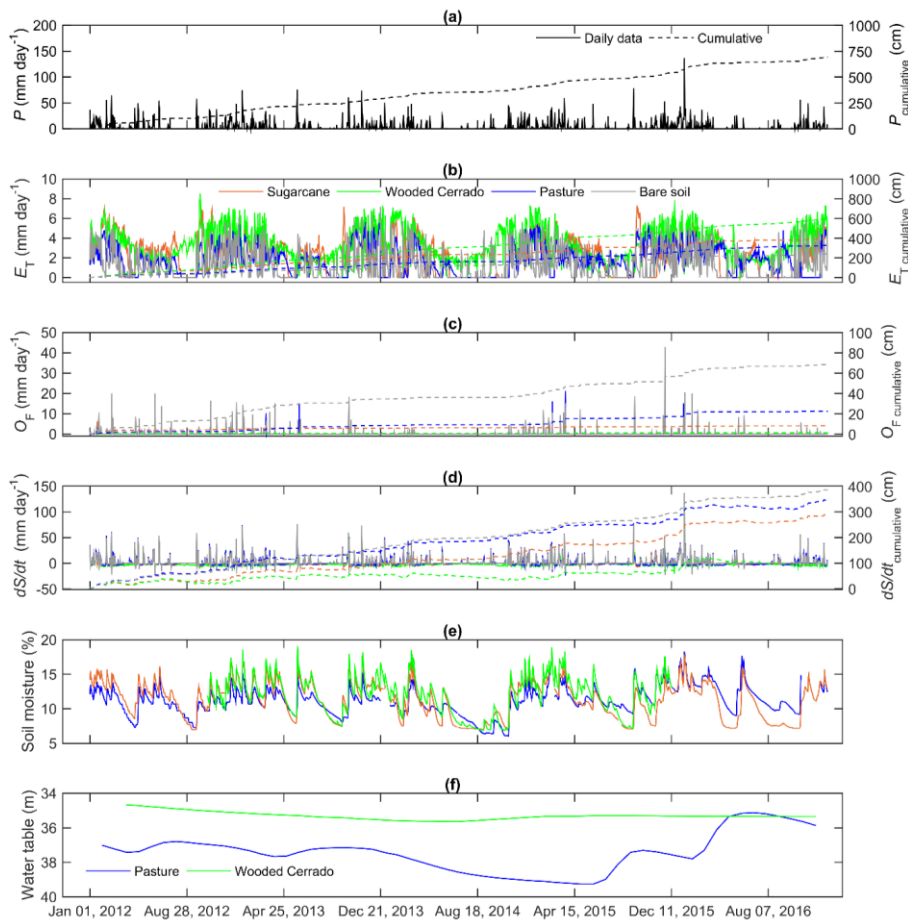 (a)
200
150
100
50
0
P (mm day⁻¹)
Daily data
Cumulative
1000
750
500
250
0
P cumulative (cm)
(b)
10
8
6
4
2
0
E_T (mm day⁻¹)
Sugarcane
Wooded Cerrado
Pasture
Bare soil
1000
800
600
400
200
0
E_T cumulative (cm)
(c)
50
40
30
20
10
0
O_F (mm day⁻¹)
100
80
60
40
20
0
O_F cumulative (cm)
(d)
150
100
50
0
-50
dS/dt (mm day⁻¹)
400
300
200
100
0
dS/dt cumulative (cm)
(e)
20
15
10
5
Soil moisture (%)
(f)
34
36
38
40
Water table (m)
Pasture
Wooded Cerrado
Jan 01, 2012
Aug 28, 2012
Apr 25, 2013
Dec 21, 2013
Aug 18, 2014
Apr 15, 2015
Dec 11, 2015
Aug 07, 2016